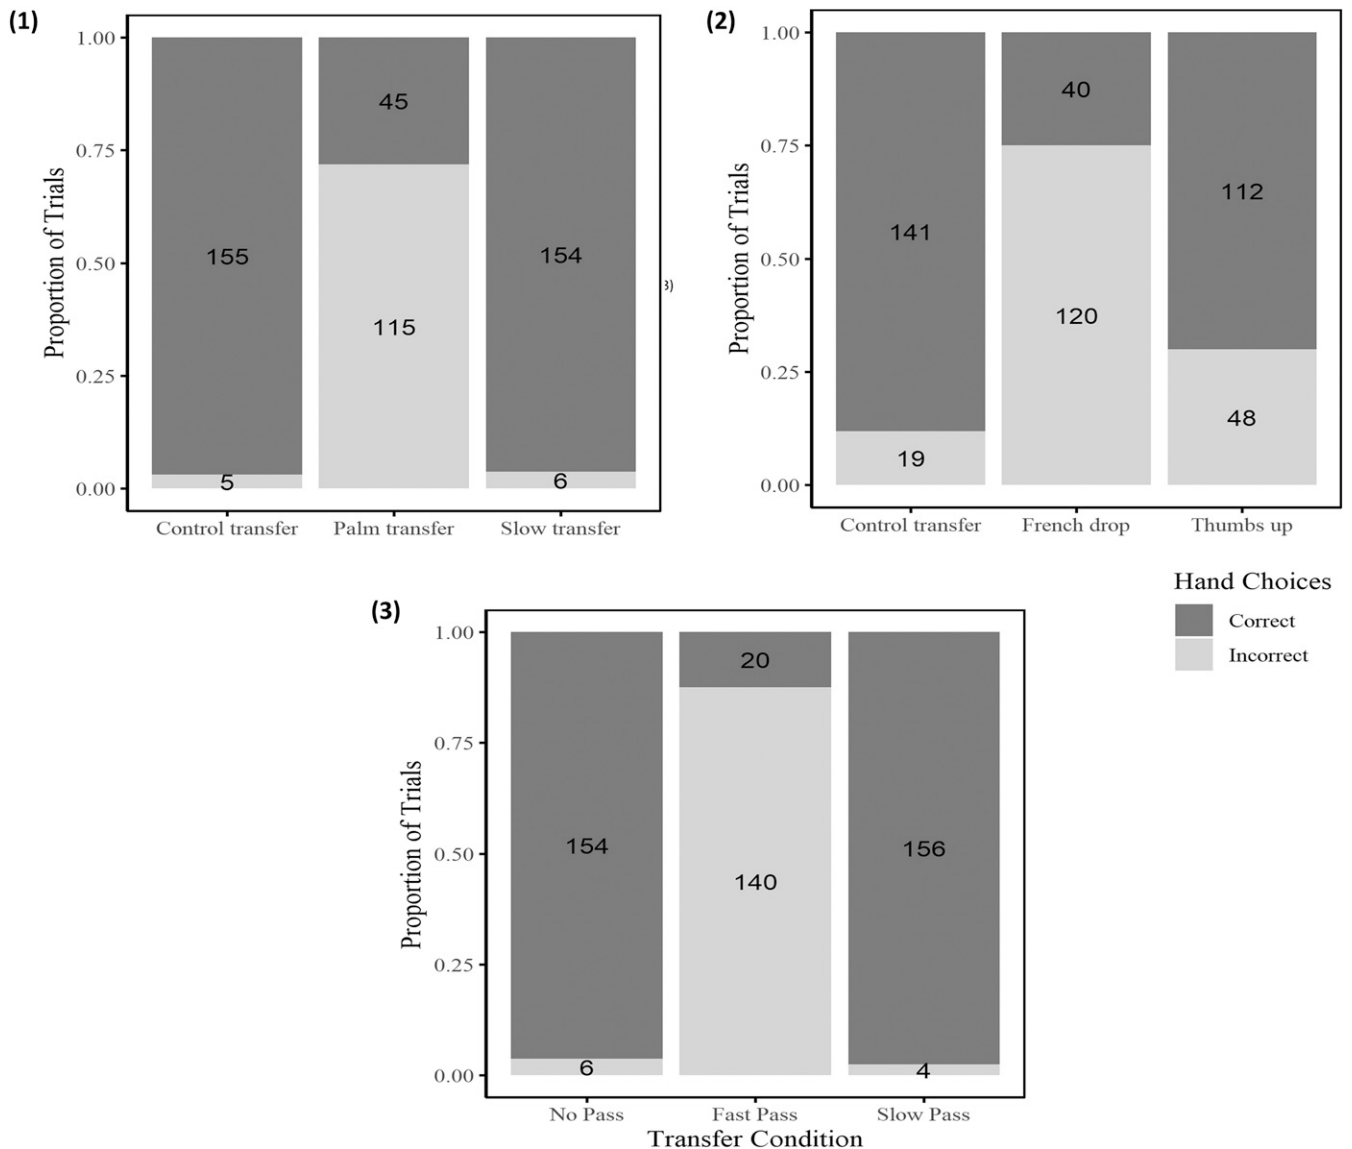 (1)
1.00
0.75
0.50
0.25
0.00
Proportion of Trials
45
155
115
154
5
6
Control transfer
Palm transfer
Slow transfer
3)
(2)
1.00
0.75
0.50
0.25
0.00
Proportion of Trials
40
141
112
120
48
19
Control transfer
French drop
Thumbs up
Hand Choices
Correct
Incorrect
(3)
1.00
0.75
0.50
0.25
0.00
Proportion of Trials
20
154
140
156
6
4
No Pass
Fast Pass
Slow Pass
Transfer Condition